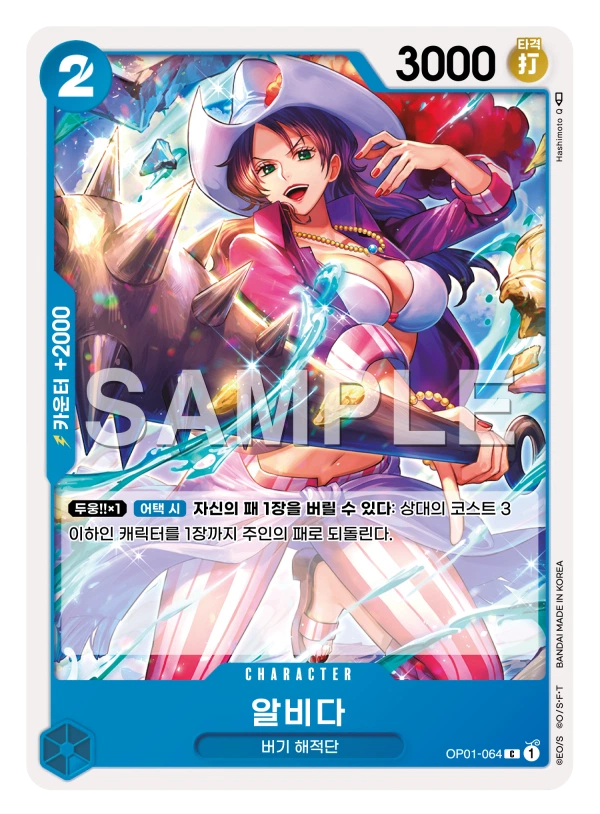 2
3000
타격
打
Hashimoto Q
카운터 +2000
SAMPLE
두웅!!×1 어택 시 자신의 패 1장을 버릴 수 있다: 상대의 코스트 3
이하인 캐릭터를 1장까지 주인의 패로 되돌린다.
CHARACTER
알비다
버기 해적단
OP01-064 C 1
©EO/S ©O/S·F·T BANDAI MADE IN KOREA